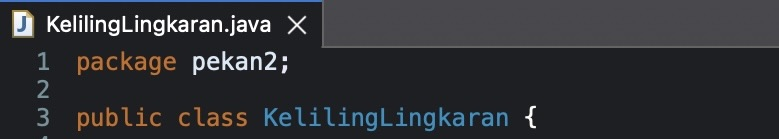 KelilingLingkaran.java
1 package pekan2;
2
3 public class KelilingLingkaran {